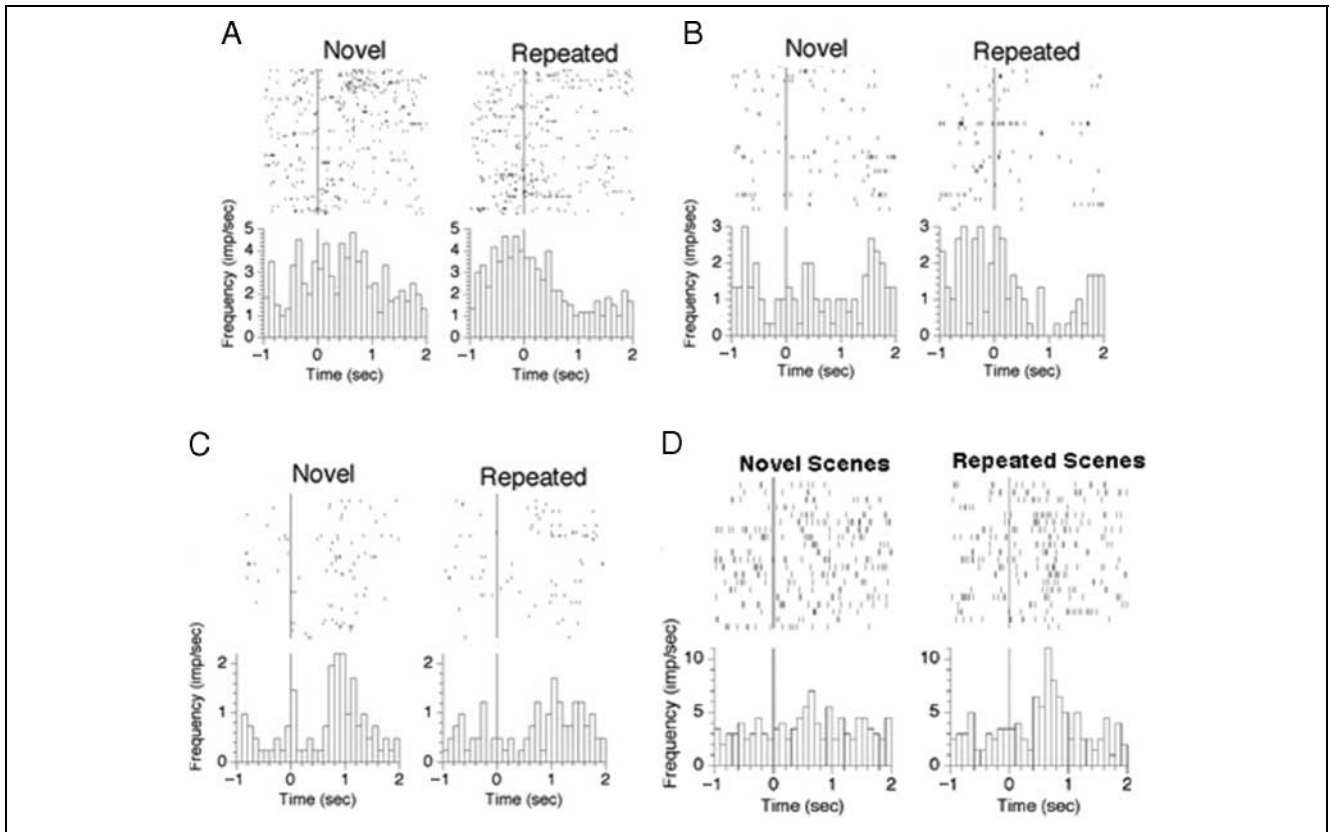 A
Novel
Repeated
Frequency (imp/sec)
5
4
3
2
1
0
−1 0 1 2
Time (sec)
5
4
3
2
1
0
−1 0 1 2
Time (sec)
B
Novel
Repeated
Frequency (imp/sec)
3
2
1
0
−1 0 1 2
Time (sec)
3
2
1
0
−1 0 1 2
Time (sec)
C
Novel
Repeated
Frequency (imp/sec)
2
1
0
−1 0 1 2
Time (sec)
2
1
0
−1 0 1 2
Time (sec)
D
Novel Scenes
Repeated Scenes
Frequency (imp/sec)
10
5
0
−1 0 1 2
Time (sec)
10
5
0
−1 0 1 2
Time (sec)